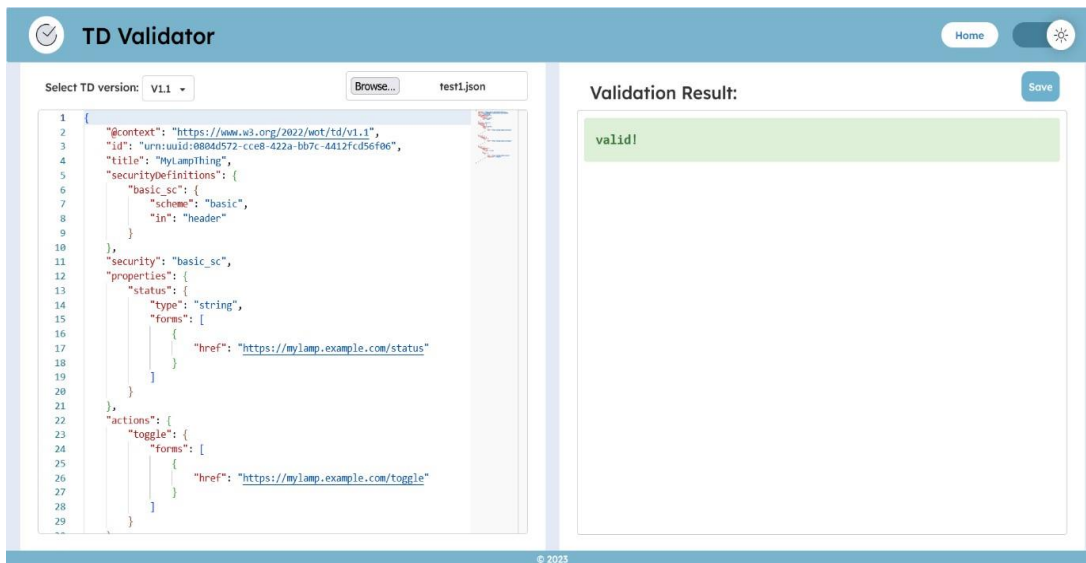 TD Validator
Home
Select TD version: V1.1
Browse... test1.json
1 {
2 "@context": "https://www.w3.org/2022/wot/td/v1.1",
3 "id": "urn:uuid:0804d572-cce8-422a-bb7c-4412fcd56f06",
4 "title": "MyLampThing",
5 "securityDefinitions": {
6 "basic_sc": {
7 "scheme": "basic",
8 "in": "header"
9 }
10 },
11 "security": "basic_sc",
12 "properties": {
13 "status": {
14 "type": "string",
15 "forms": [
16 {
17 "href": "https://mylamp.example.com/status"
18 }
19 ]
20 }
21 },
22 "actions": {
23 "toggle": {
24 "forms": [
25 {
26 "href": "https://mylamp.example.com/toggle"
27 }
28 ]
29 }
Validation Result:
Save
valid!
© 2023